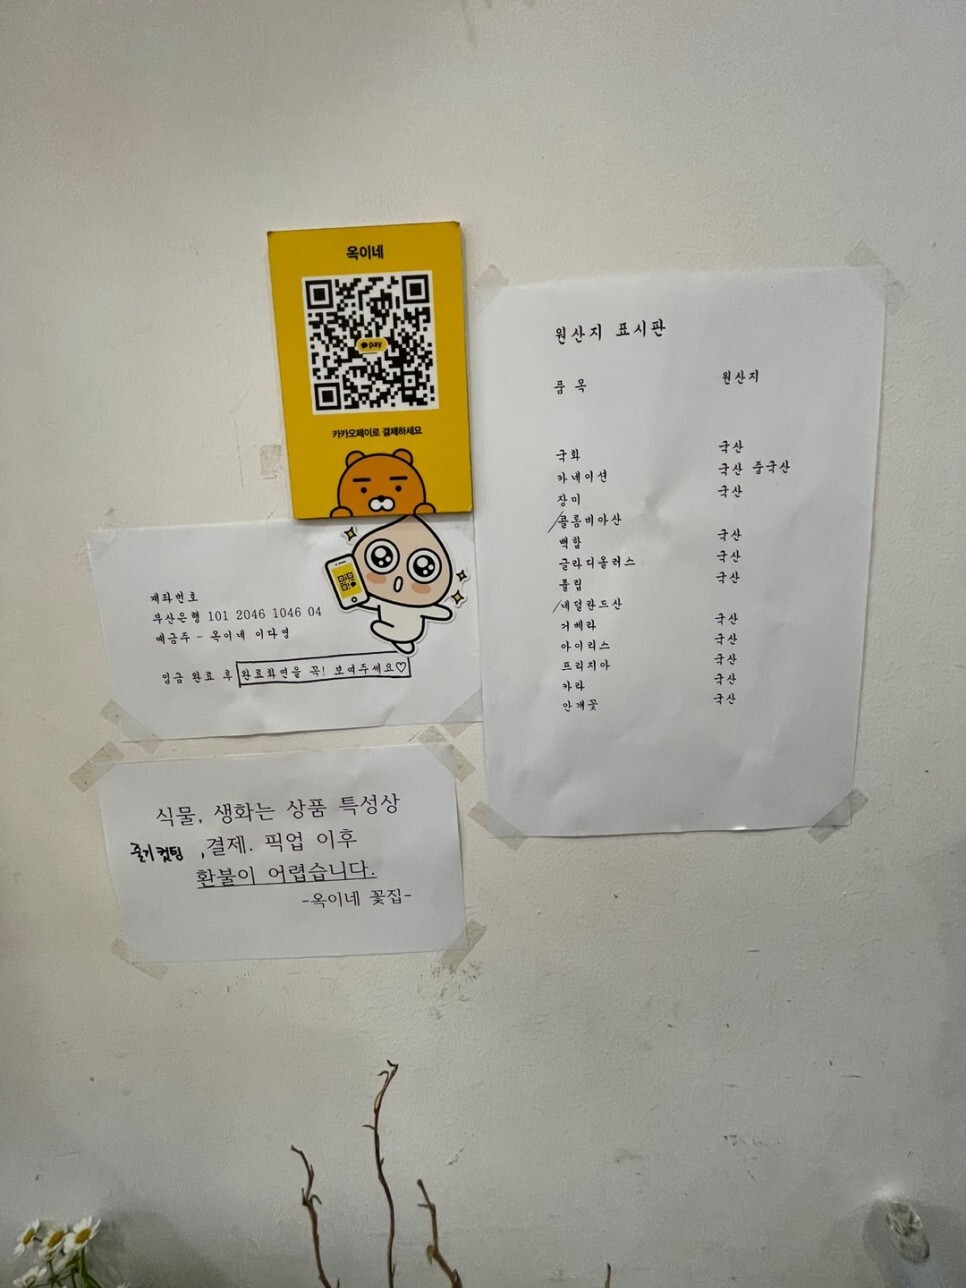 옥이네
pay
카카오페이로 결제하세요
계좌번호
부산은행 101 2046 1046 04
예금주 - 옥이네 이다영
입금 완료 후 완료화면을 꼭! 보여주세요♡
식물, 생화는 상품 특성상
줄기컷팅 ,결제. 픽업 이후
환불이 어렵습니다.
-옥이네 꽃집-
원산지 표시판
품 목 원산지
국화 국산
카네이션 국산 중국산
장미 국산
/콜롬비아산
백합 국산
글라디올러스 국산
튤립 국산
/네덜란드산
거베라 국산
아이리스 국산
프리지아 국산
카라 국산
안개꽃 국산